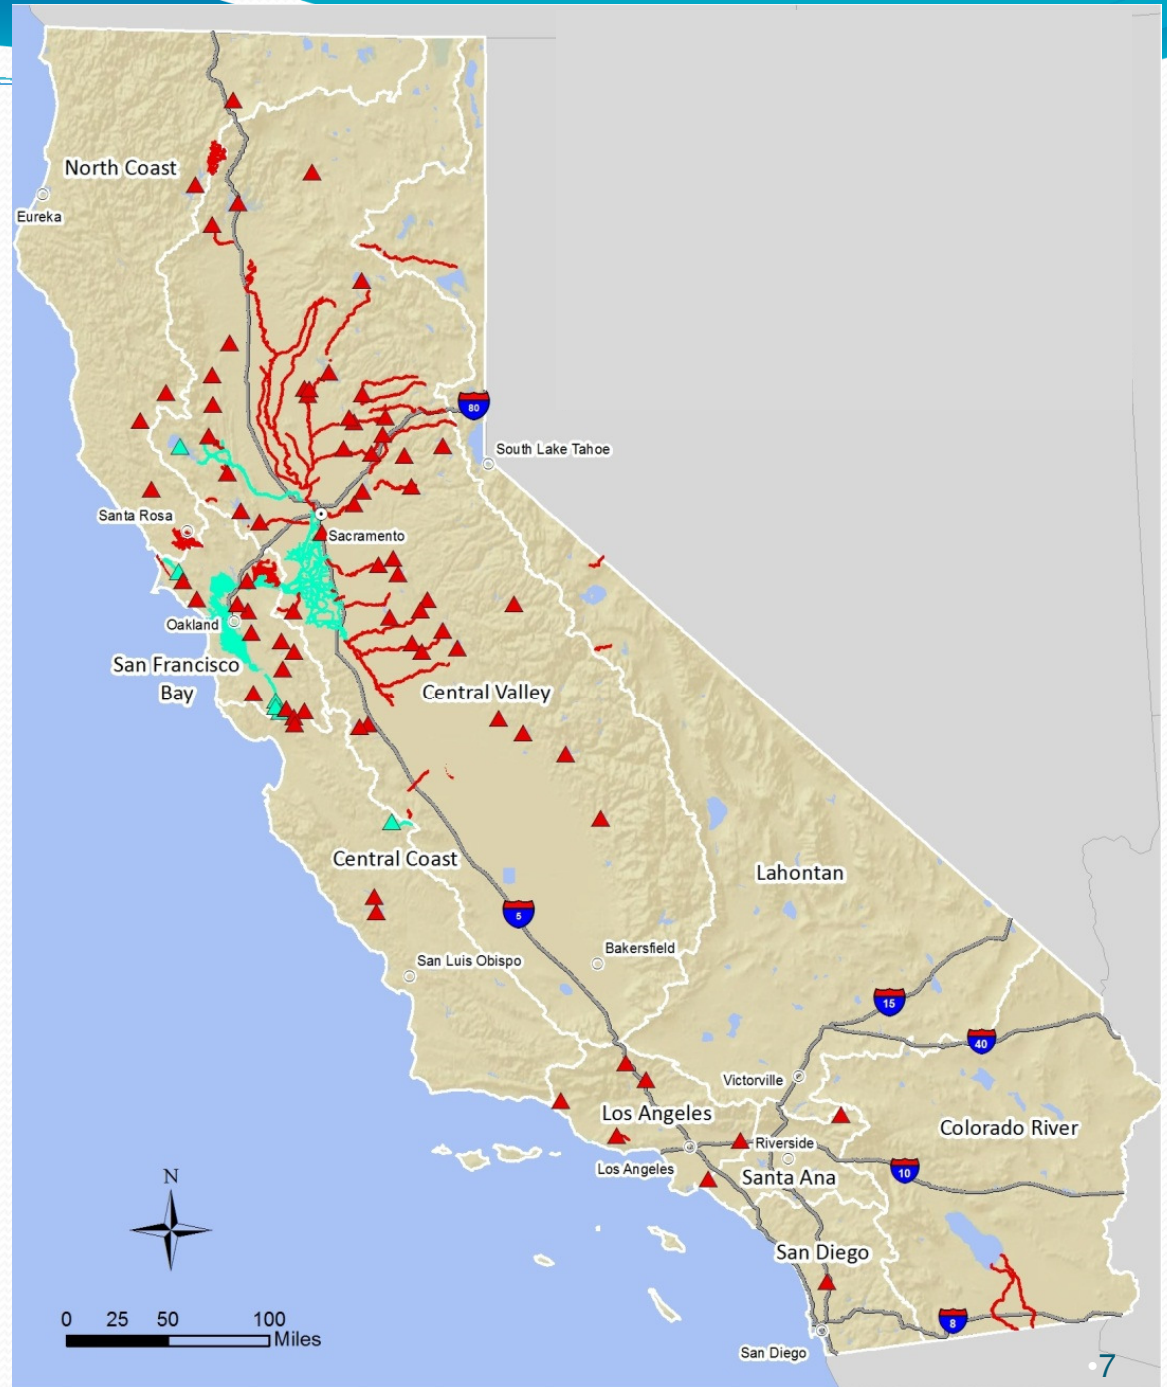 North Coast
Eureka
80
South Lake Tahoe
Santa Rosa
Sacramento
Oakland
San Francisco
Bay
Central Valley
Central Coast
Lahontan
5
San Luis Obispo
Bakersfield
15
40
Victorville
Los Angeles
Colorado River
Riverside
Los Angeles
Santa Ana
10
N
San Diego
0 25 50 100
Miles
8
San Diego
7